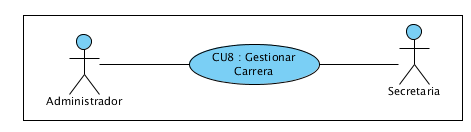 CU8 : Gestionar
Carrera
Administrador
Secretaria